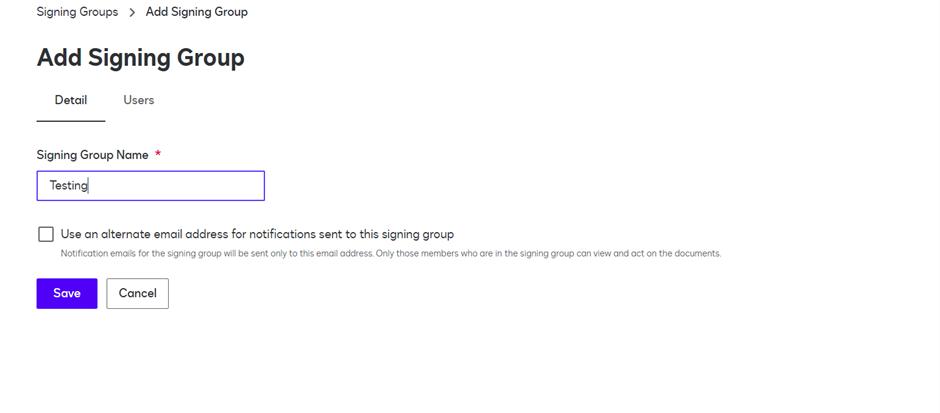 Signing Groups > Add Signing Group
Add Signing Group
Detail Users
Signing Group Name *
Testing
Use an alternate email address for notifications sent to this signing group
Notification emails for the signing group will be sent only to this email address. Only those members who are in the signing group can view and act on the documents.
Save Cancel